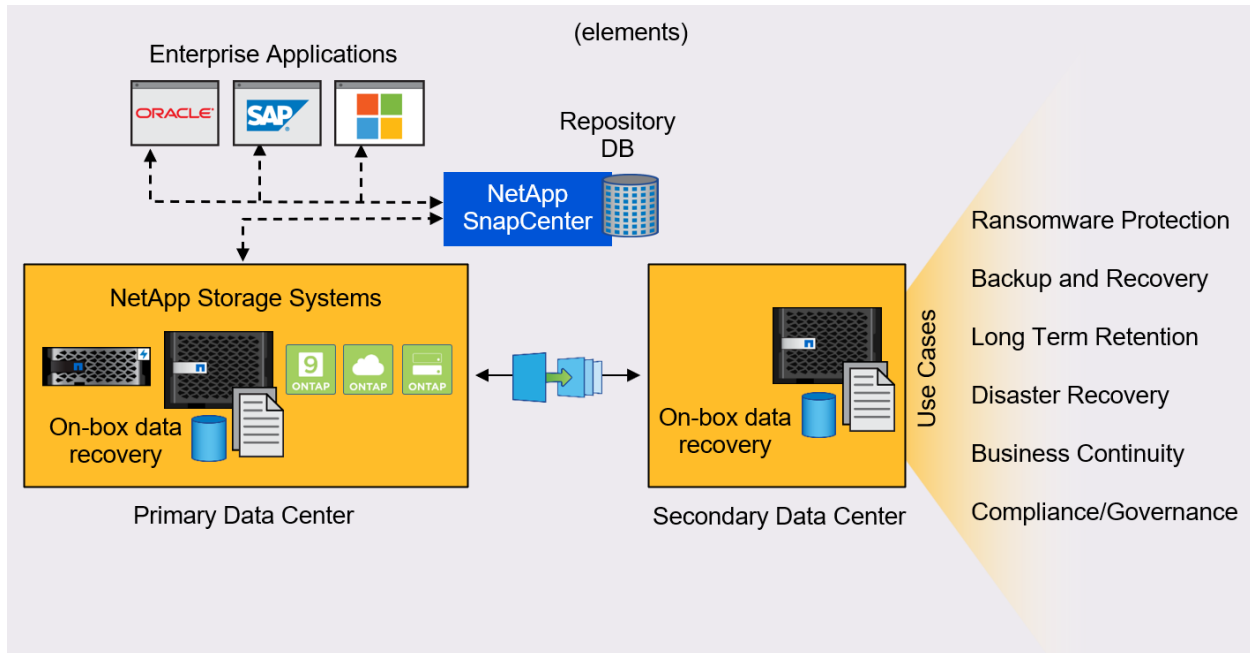 (elements)
Enterprise Applications
ORACLE
SAP
Repository
DB
NetApp
SnapCenter
NetApp Storage Systems
9
ONTAP
ONTAP
ONTAP
On-box data
recovery
Primary Data Center
On-box data
recovery
Secondary Data Center
Use Cases
Ransomware Protection
Backup and Recovery
Long Term Retention
Disaster Recovery
Business Continuity
Compliance/Governance